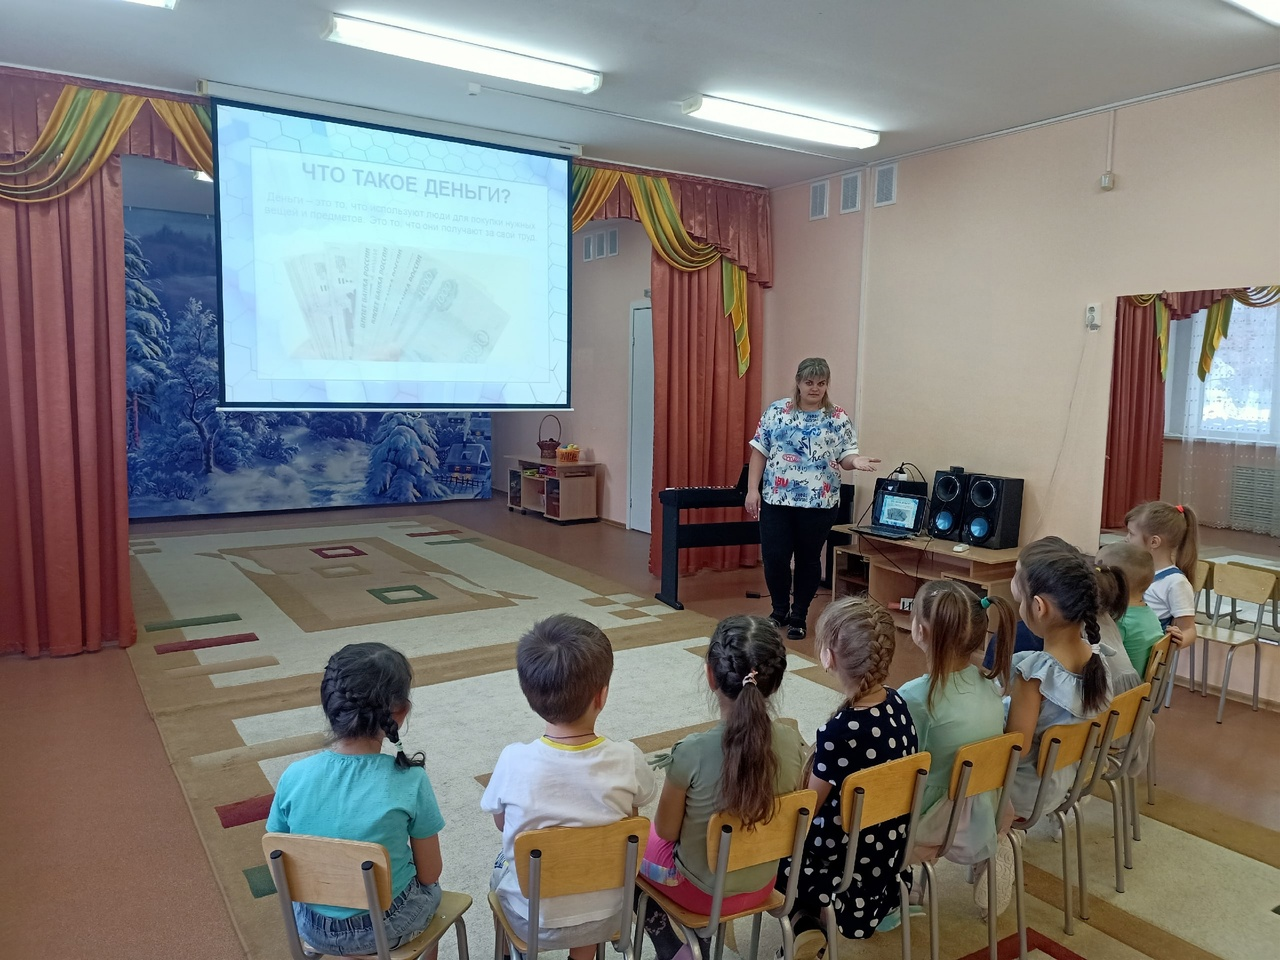 ЧТО ТАКОЕ ДЕНЬГИ?
Деньги – это то, что используют люди для покупки нужных
вещей и предметов. Это то, что они получают за свой труд.